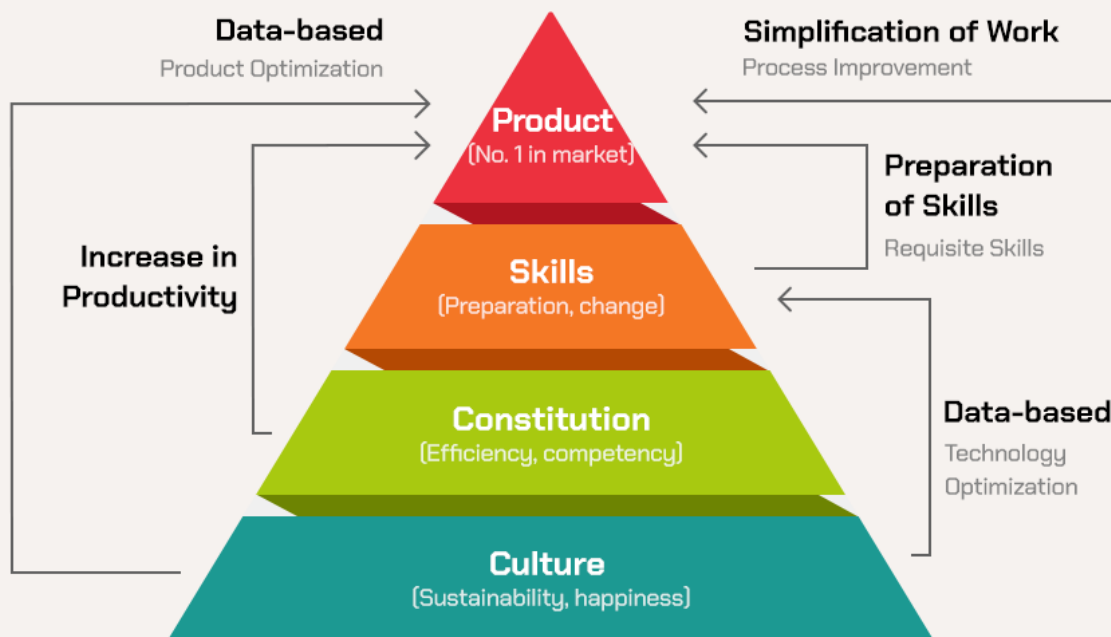 Data-based
Product Optimization
Simplification of Work
Process Improvement
Product
(No. 1 in market)
Preparation
of Skills
Requisite Skills
Increase in
Productivity
Skills
(Preparation, change)
Constitution
(Efficiency, competency)
Data-based
Technology
Optimization
Culture
(Sustainability, happiness)